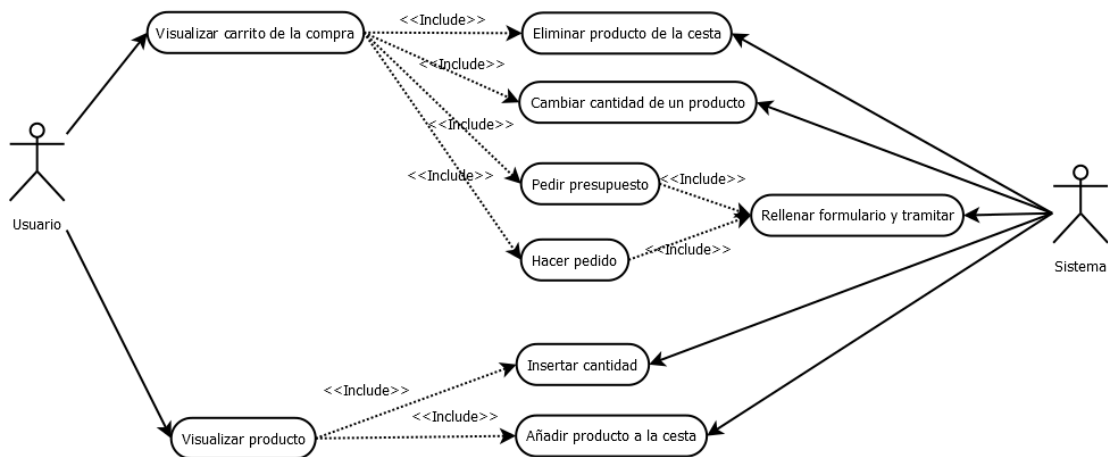 <<Include>>
Visualizar carrito de la compra
Eliminar producto de la cesta
<<Include>>
Cambiar cantidad de un producto
<<Include>>
<<Include>>
Pedir presupuesto
<<Include>>
Rellenar formulario y tramitar
Usuario
<<Include>>
Hacer pedido
Sistema
Insertar cantidad
<<Include>>
<<Include>>
Visualizar producto
Añadir producto a la cesta